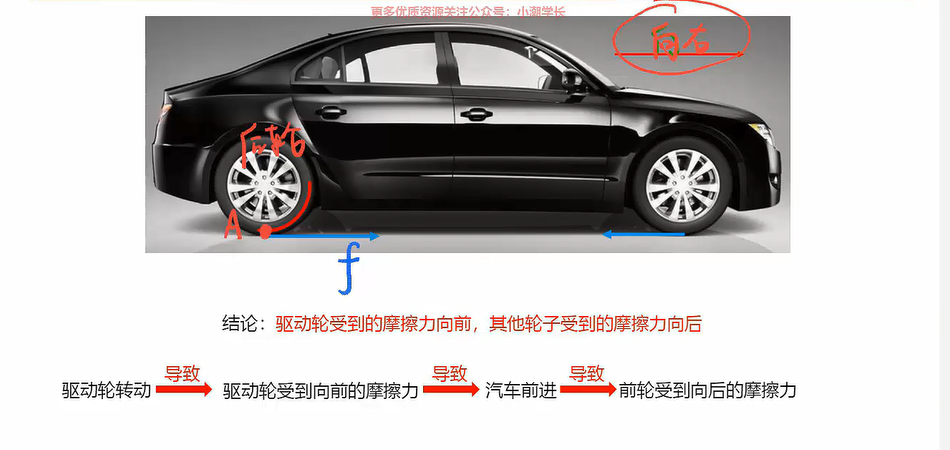 更多优质资源关注公众号：小潮学长
向右
后轮
A
f
结论：驱动轮受到的摩擦力向前，其他轮子受到的摩擦力向后
驱动轮转动 导致 驱动轮受到向前的摩擦力 导致 汽车前进 导致 前轮受到向后的摩擦力